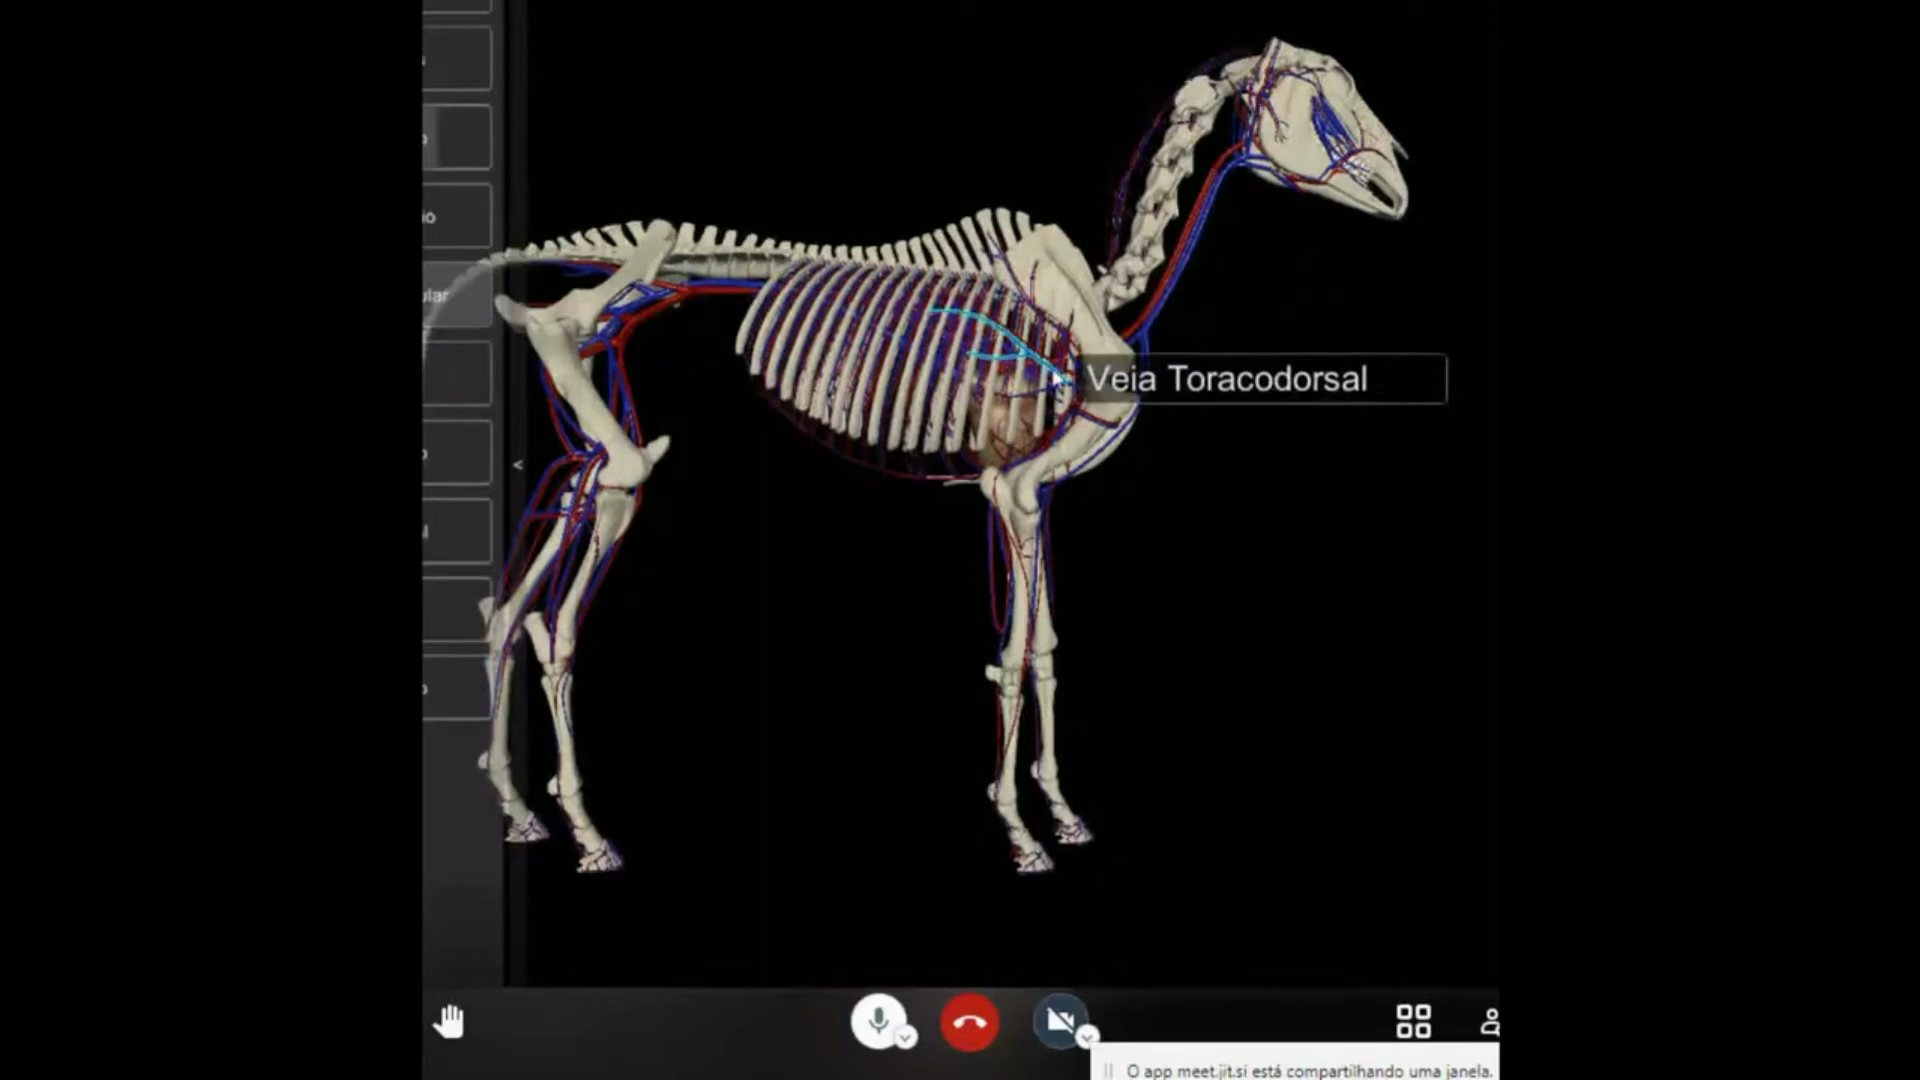 Veia Toracodorsal
O app meet.jit.si está compartilhando uma janela.